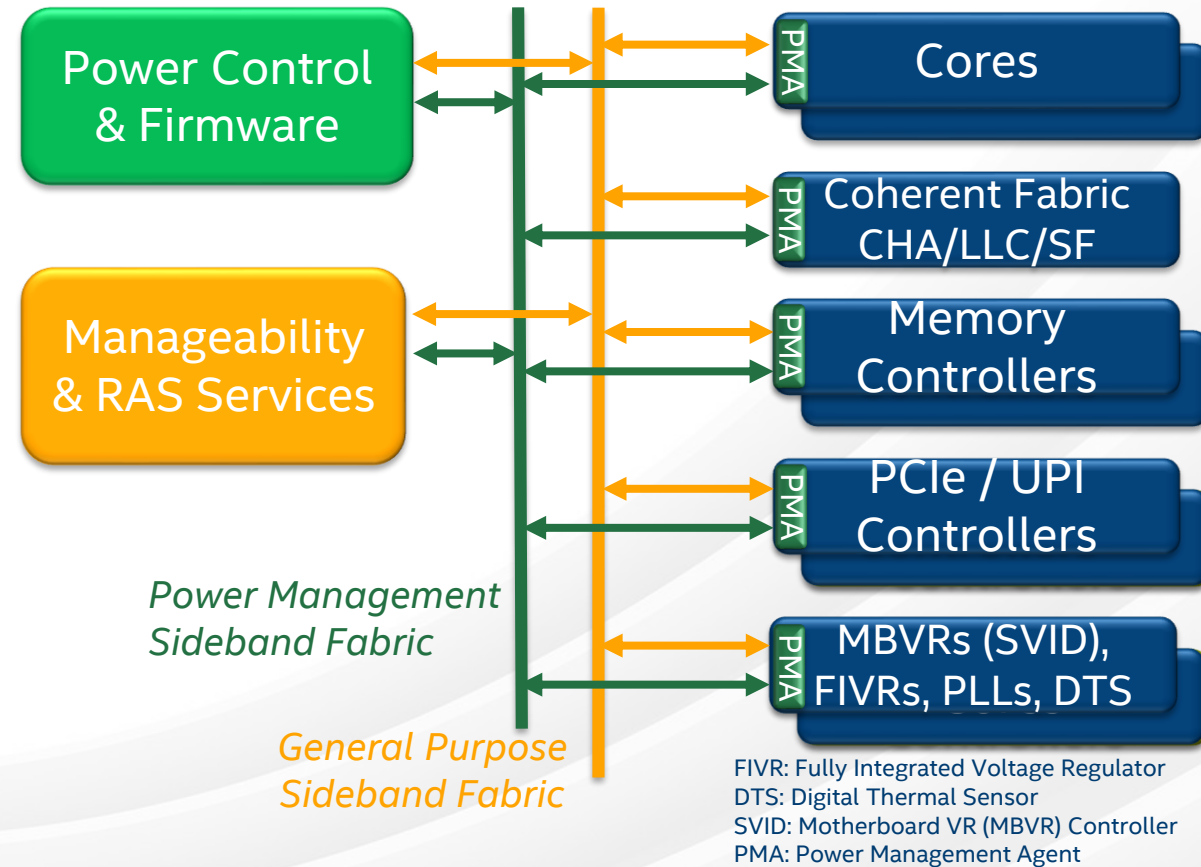 Power Control
& Firmware
Manageability
& RAS Services
Power Management
Sideband Fabric
General Purpose
Sideband Fabric
PMA
Cores
PMA
Coherent Fabric
CHA/LLC/SF
PMA
Memory
Controllers
PMA
PCIe / UPI
Controllers
PMA
MBVRs (SVID),
FIVRs, PLLs, DTS
FIVR: Fully Integrated Voltage Regulator
DTS: Digital Thermal Sensor
SVID: Motherboard VR (MBVR) Controller
PMA: Power Management Agent